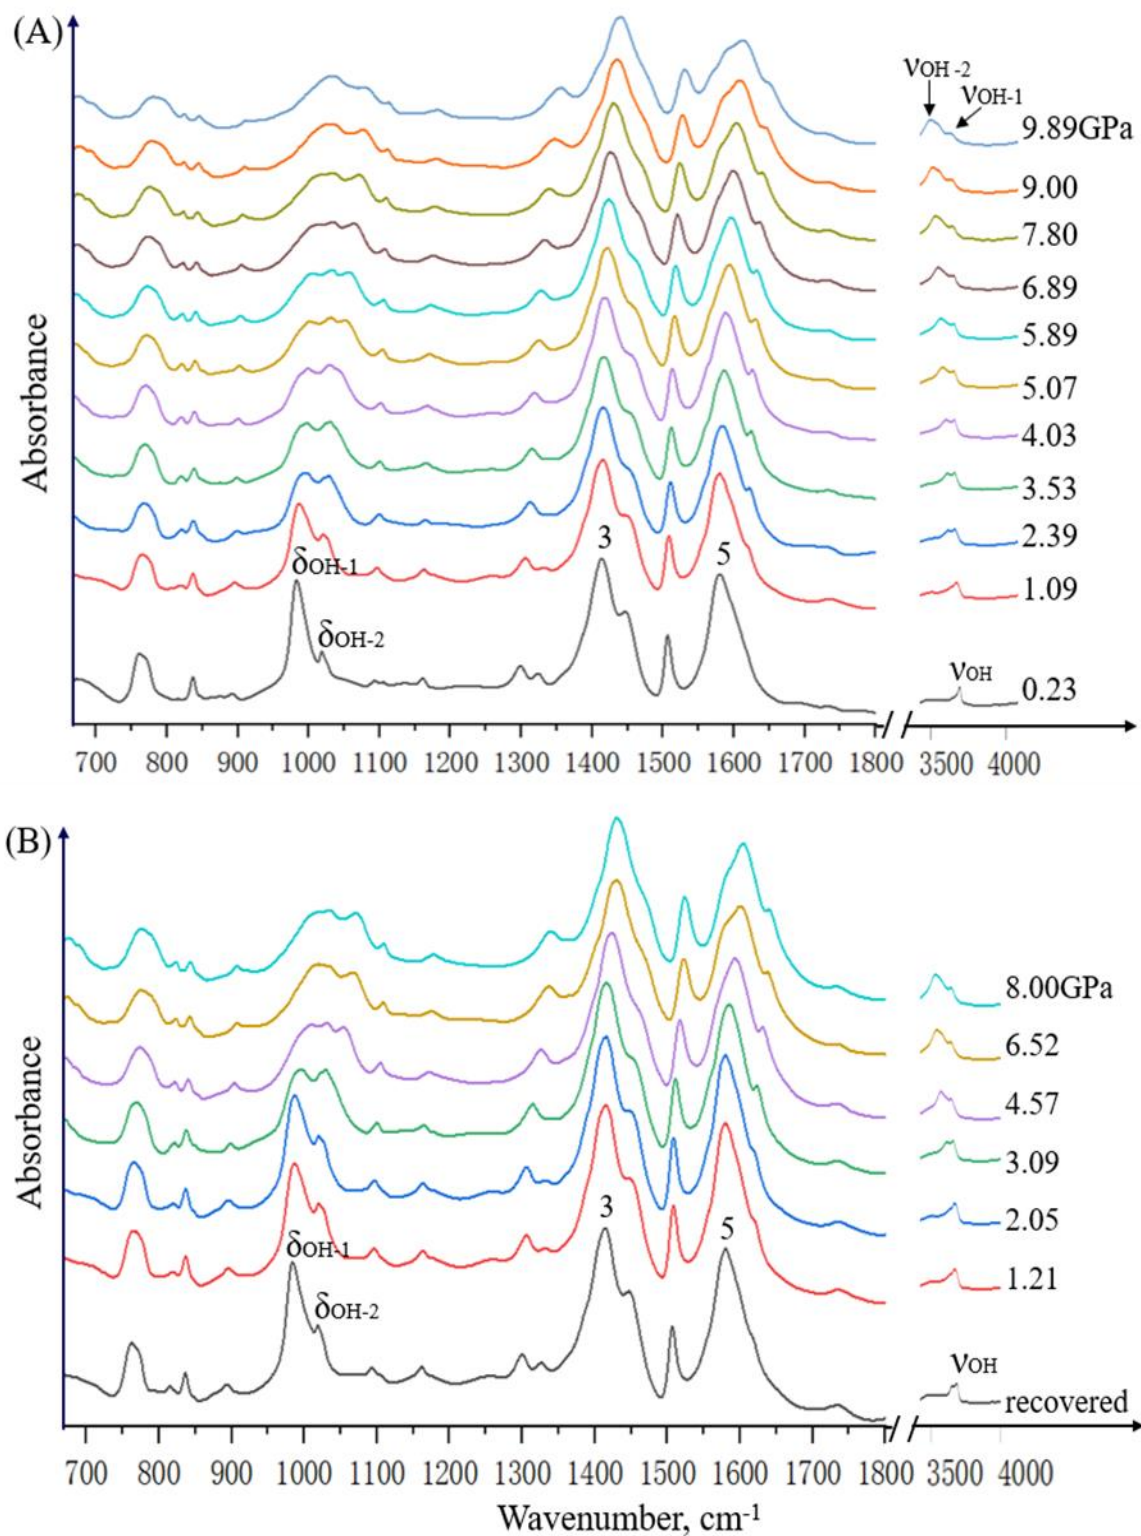 (A)
νOH-2
νOH-1
9.89GPa
9.00
7.80
6.89
5.89
5.07
4.03
3.53
2.39
1.09
0.23
Absorbance
δOH-1
δOH-2
3
5
νOH
700 800 900 1000 1100 1200 1300 1400 1500 1600 1700 1800 3500 4000
(B)
8.00GPa
6.52
4.57
3.09
2.05
1.21
recovered
Absorbance
δOH-1
δOH-2
3
5
νOH
700 800 900 1000 1100 1200 1300 1400 1500 1600 1700 1800 3500 4000
Wavenumber, cm-1